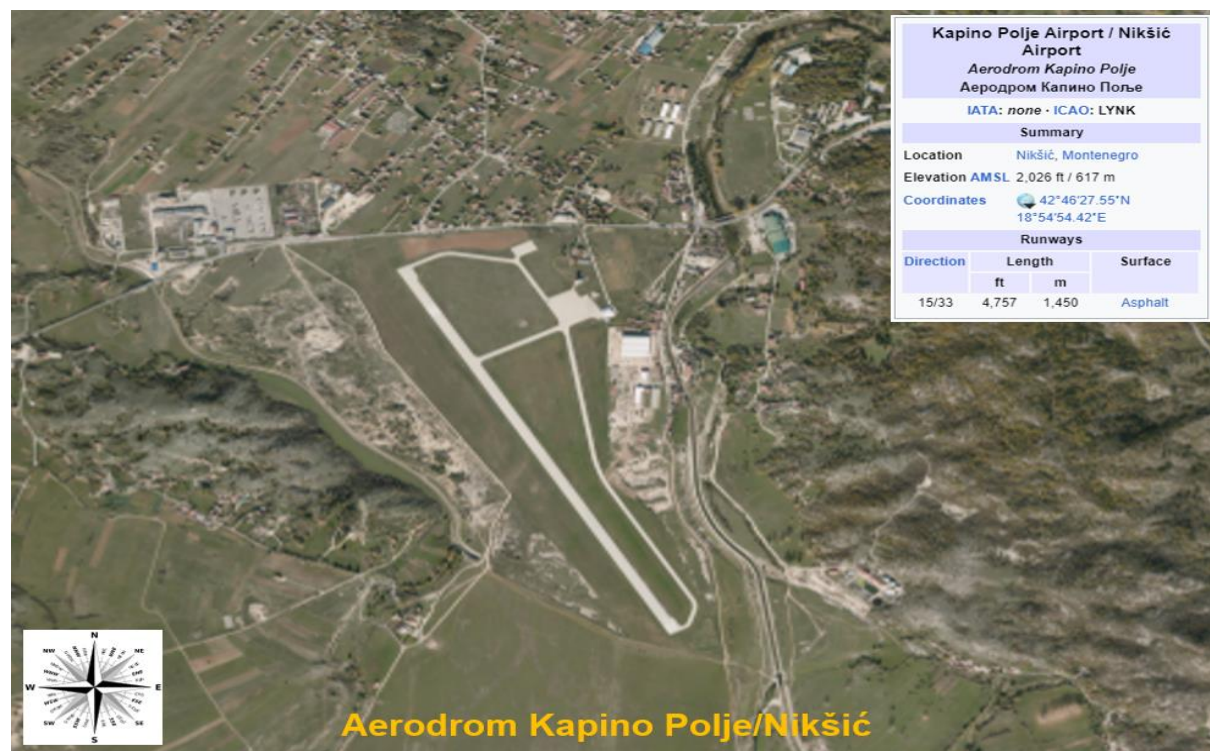 Kapino Polje Airport / Nikšić
Airport
Aerodrom Kapino Polje
Аеродром Капино Поље
IATA: none · ICAO: LYNK
Summary
Location Nikšić, Montenegro
Elevation AMSL 2,026 ft / 617 m
Coordinates 42°46′27.55″N
18°54′54.42″E
Runways
Direction Length Surface
ft m
15/33 4,757 1,450 Asphalt
N
NW NE
W E
SW SE
S
Aerodrom Kapino Polje/Nikšić